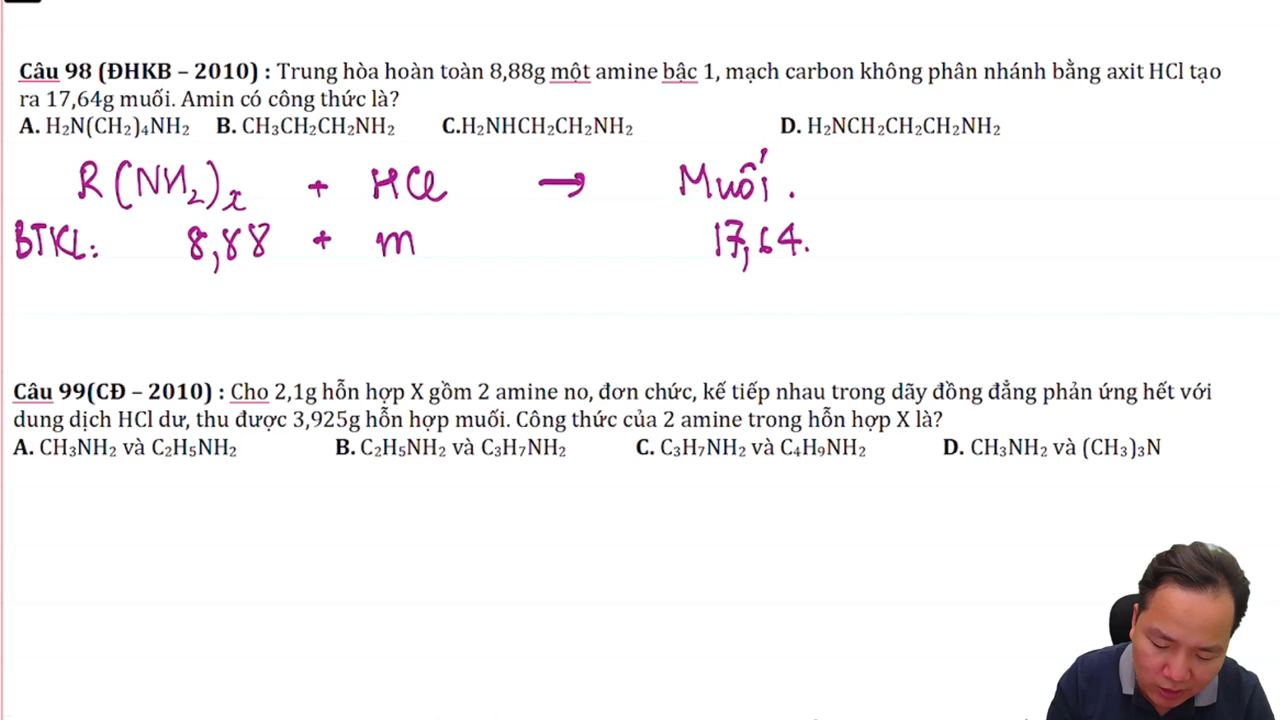 Câu 98 (ĐHKB – 2010) : Trung hòa hoàn toàn 8,88g một amine bậc 1, mạch carbon không phân nhánh bằng axit HCl tạo
ra 17,64g muối. Amin có công thức là?
A. H₂N(CH₂)₄NH₂ B. CH₃CH₂CH₂NH₂ C.H₂NHCH₂CH₂NH₂ D. H₂NCH₂CH₂CH₂NH₂
R(NH₂)ₓ + HCl → Muối.
BTKL: 8,88 + m 17,64.
Câu 99(CĐ – 2010) : Cho 2,1g hỗn hợp X gồm 2 amine no, đơn chức, kế tiếp nhau trong dãy đồng đẳng phản ứng hết với
dung dịch HCl dư, thu được 3,925g hỗn hợp muối. Công thức của 2 amine trong hỗn hợp X là?
A. CH₃NH₂ và C₂H₅NH₂ B. C₂H₅NH₂ và C₃H₇NH₂ C. C₃H₇NH₂ và C₄H₉NH₂ D. CH₃NH₂ và (CH₃)₃N